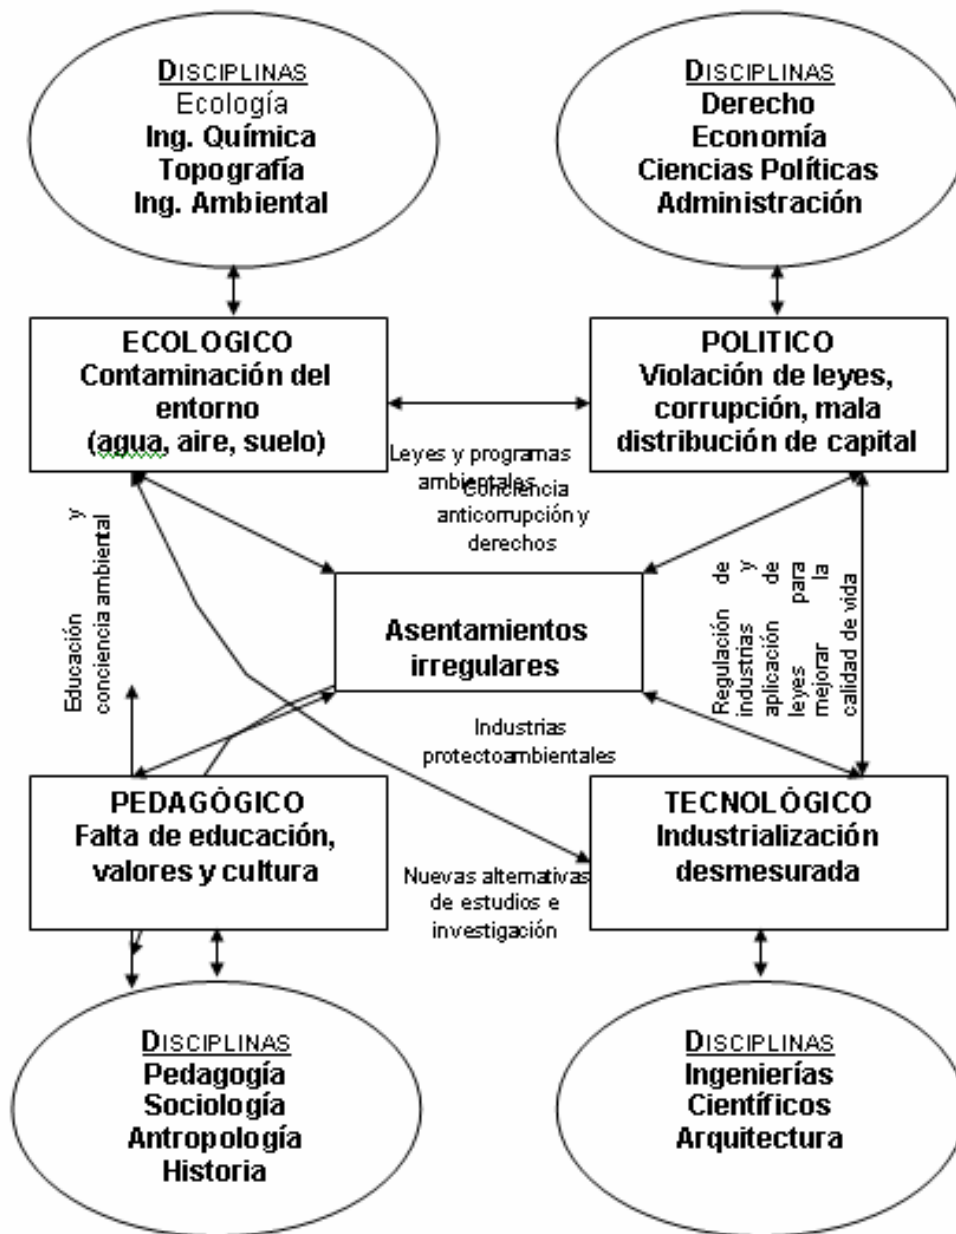 DISCIPLINAS
Ecología
Ing. Química
Topografía
Ing. Ambiental
DISCIPLINAS
Derecho
Economía
Ciencias Políticas
Administración
ECOLOGICO
Contaminación del
entorno
(agua, aire, suelo)
POLITICO
Violación de leyes,
corrupción, mala
distribución de capital
Leyes y programas
ambientales
Conciencia
anticorrupción y
derechos
Educación y
conciencia ambiental
Asentamientos
irregulares
Regulación de
industrias y
aplicación de
leyes para
mejorar la
calidad de vida
Industrias
protectoambientales
PEDAGÓGICO
Falta de educación,
valores y cultura
TECNOLÓGICO
Industrialización
desmesurada
Nuevas alternativas
de estudios e
investigación
DISCIPLINAS
Pedagogía
Sociología
Antropología
Historia
DISCIPLINAS
Ingenierías
Científicos
Arquitectura